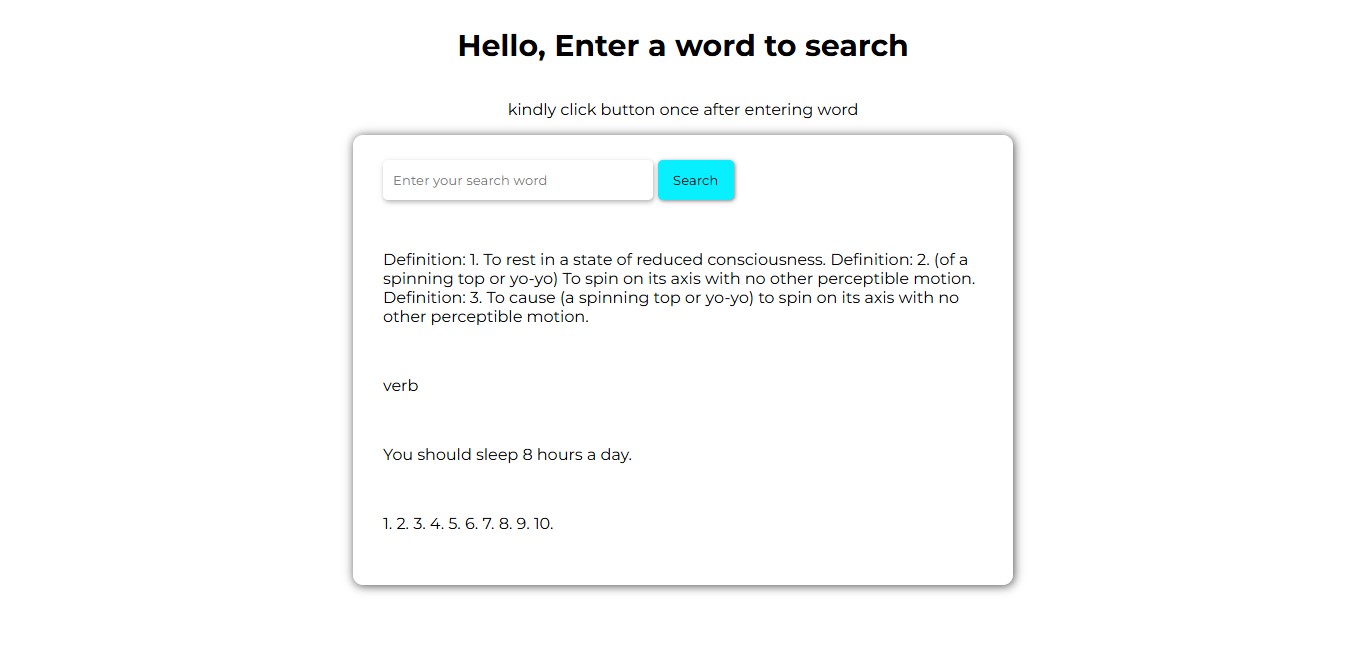 Hello, Enter a word to search
kindly click button once after entering word
Enter your search word
Search
Definition: 1. To rest in a state of reduced consciousness. Definition: 2. (of a
spinning top or yo-yo) To spin on its axis with no other perceptible motion.
Definition: 3. To cause (a spinning top or yo-yo) to spin on its axis with no
other perceptible motion.
verb
You should sleep 8 hours a day.
1. 2. 3. 4. 5. 6. 7. 8. 9. 10.